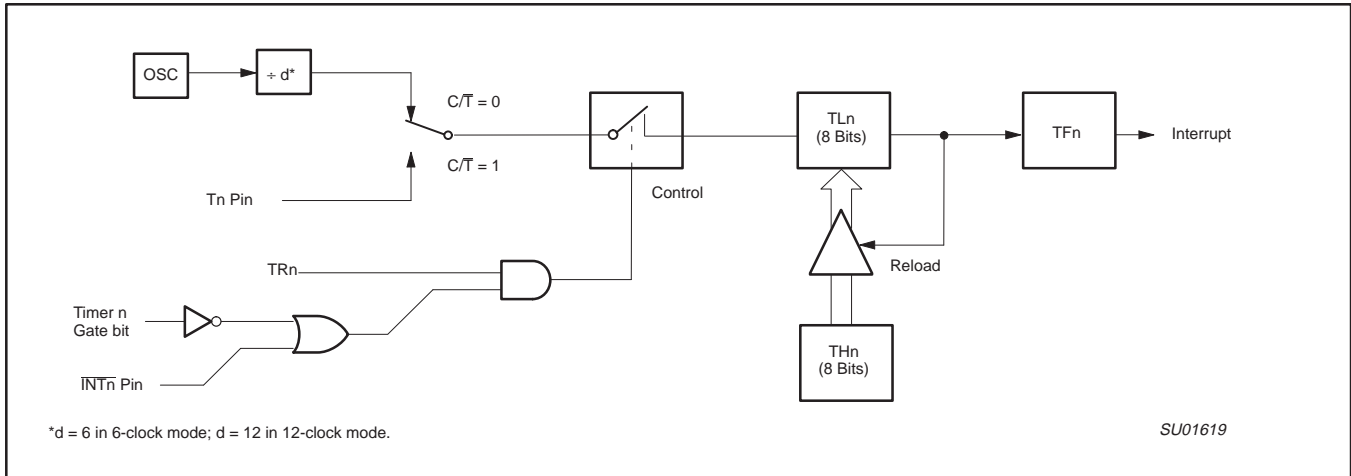 OSC
÷ d*
C/T̅ = 0
C/T̅ = 1
Tn Pin
Control
TLn
(8 Bits)
TFn
Interrupt
Reload
TRn
Timer n
Gate bit
I̅N̅T̅n̅ Pin
THn
(8 Bits)
*d = 6 in 6-clock mode; d = 12 in 12-clock mode.
SU01619